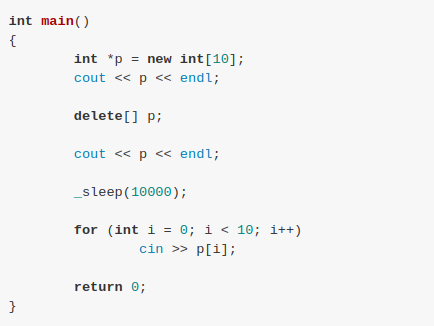 int main()
{
        int *p = new int[10];
        cout << p << endl;

        delete[] p;

        cout << p << endl;

        _sleep(10000);

        for (int i = 0; i < 10; i++)
                cin >> p[i];

        return 0;
}